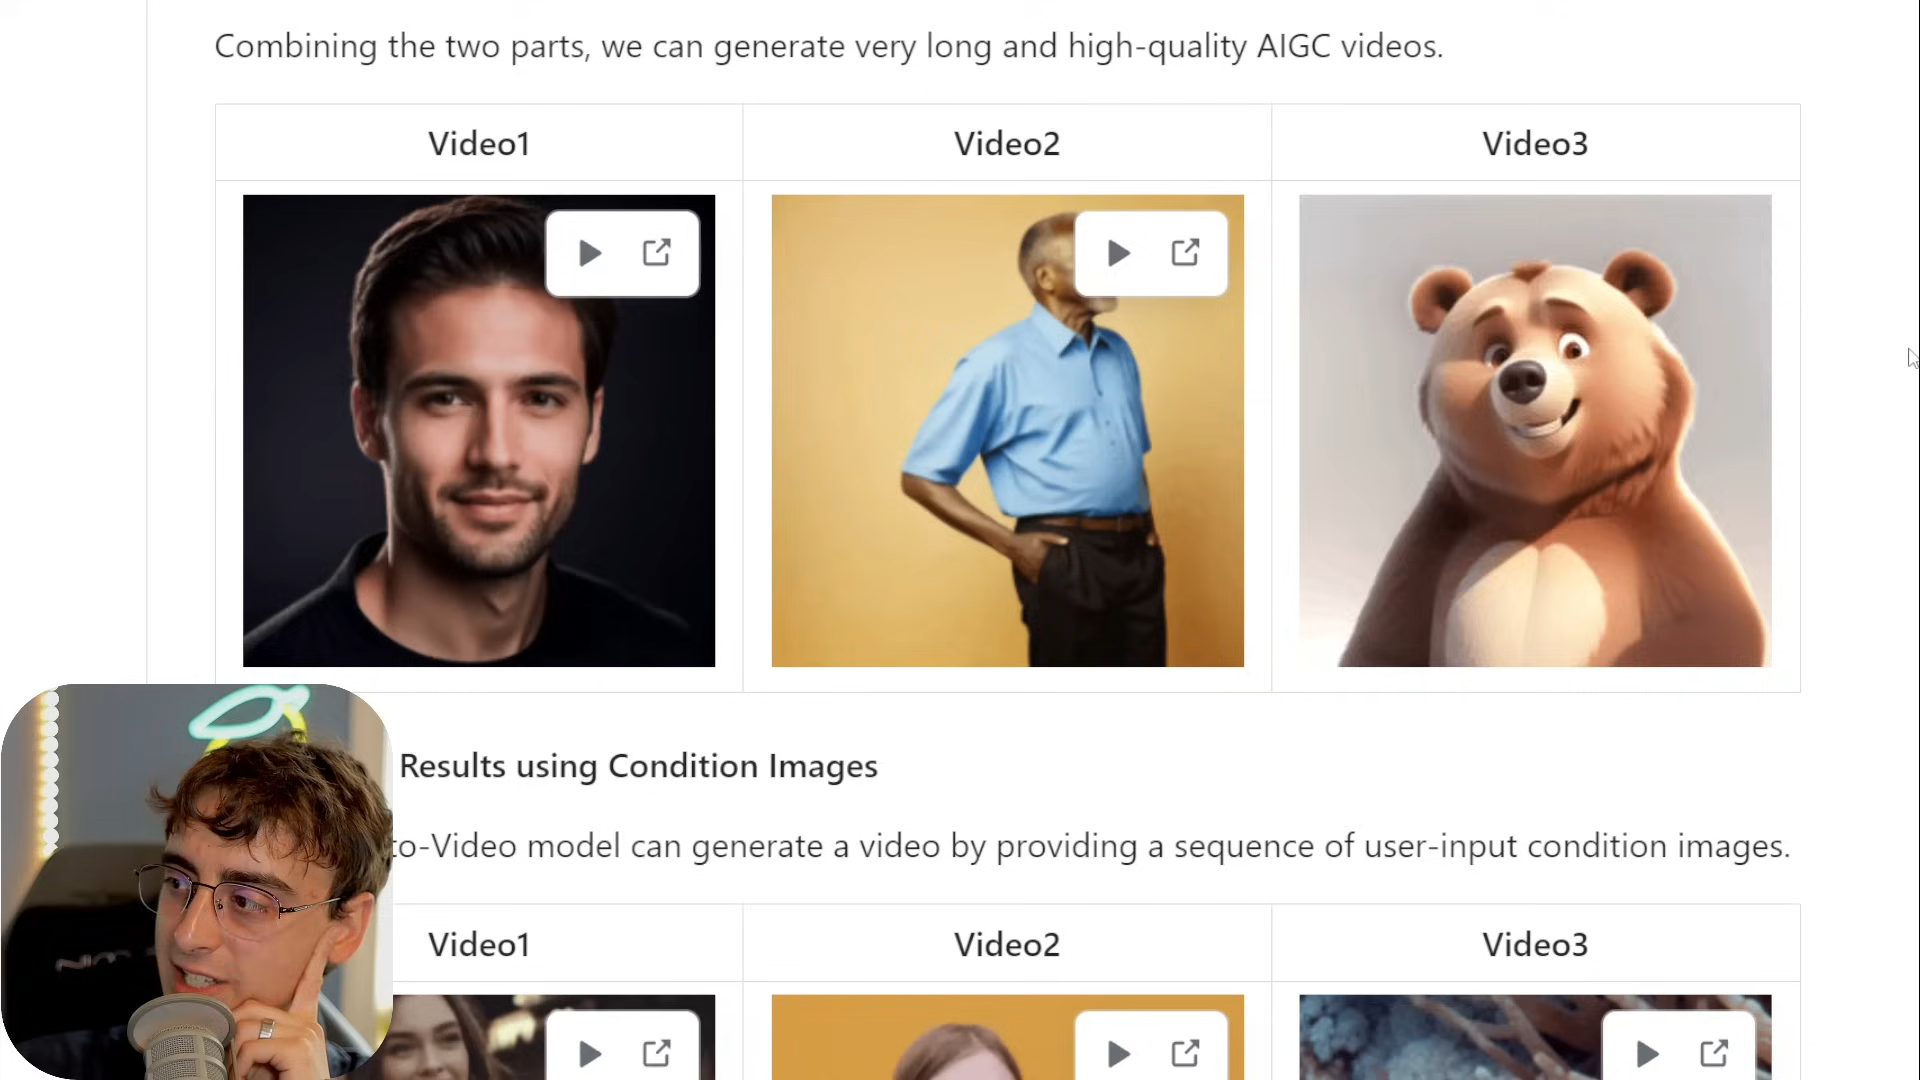 Combining the two parts, we can generate very long and high-quality AIGC videos.
Video1
Video2
Video3
Results using Condition Images
to-Video model can generate a video by providing a sequence of user-input condition images.
Video1
Video2
Video3